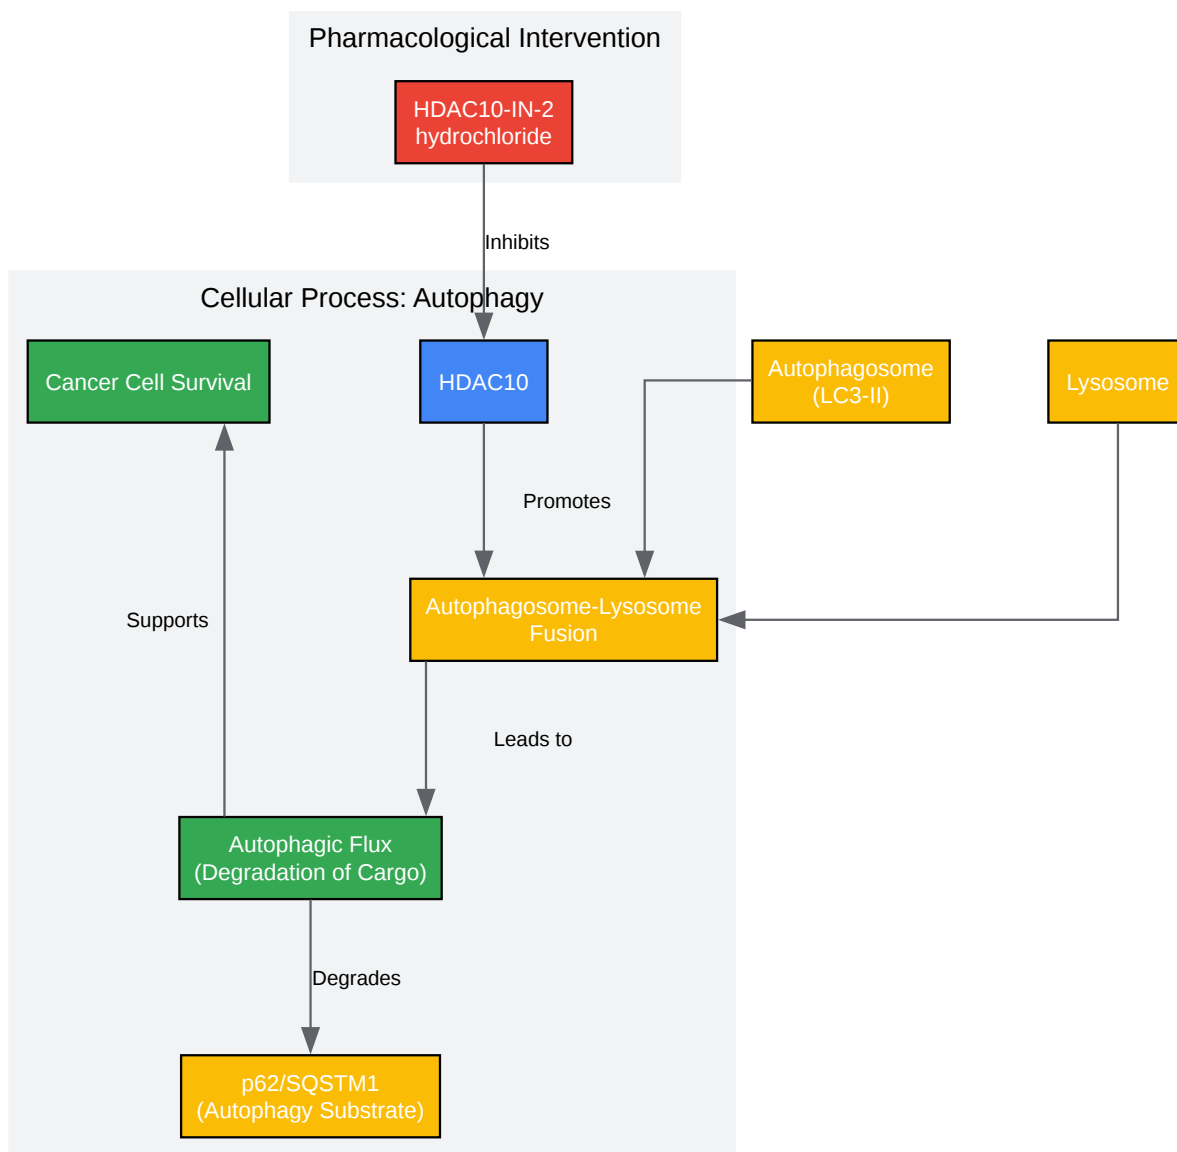 Pharmacological Intervention
HDAC10-IN-2
hydrochloride
Inhibits
Cellular Process: Autophagy
Cancer Cell Survival
HDAC10
Autophagosome
(LC3-II)
Lysosome
Promotes
Autophagosome-Lysosome
Fusion
Supports
Leads to
Autophagic Flux
(Degradation of Cargo)
Degrades
p62/SQSTM1
(Autophagy Substrate)